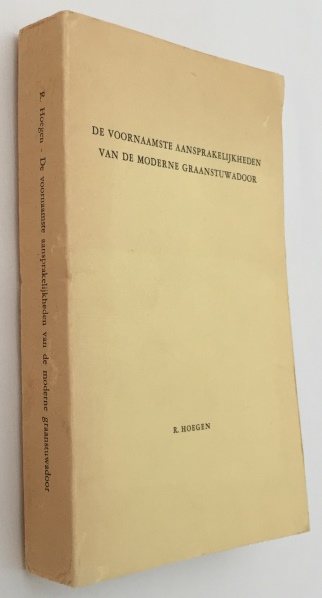 DE VOORNAAMSTE AANSPRAKELIJKHEDEN
VAN DE MODERNE GRAANSTUWADOOR
R. HOEGEN
R. Hoegen - De voornaamste aansprakelijkheden van de moderne graanstuwadoor